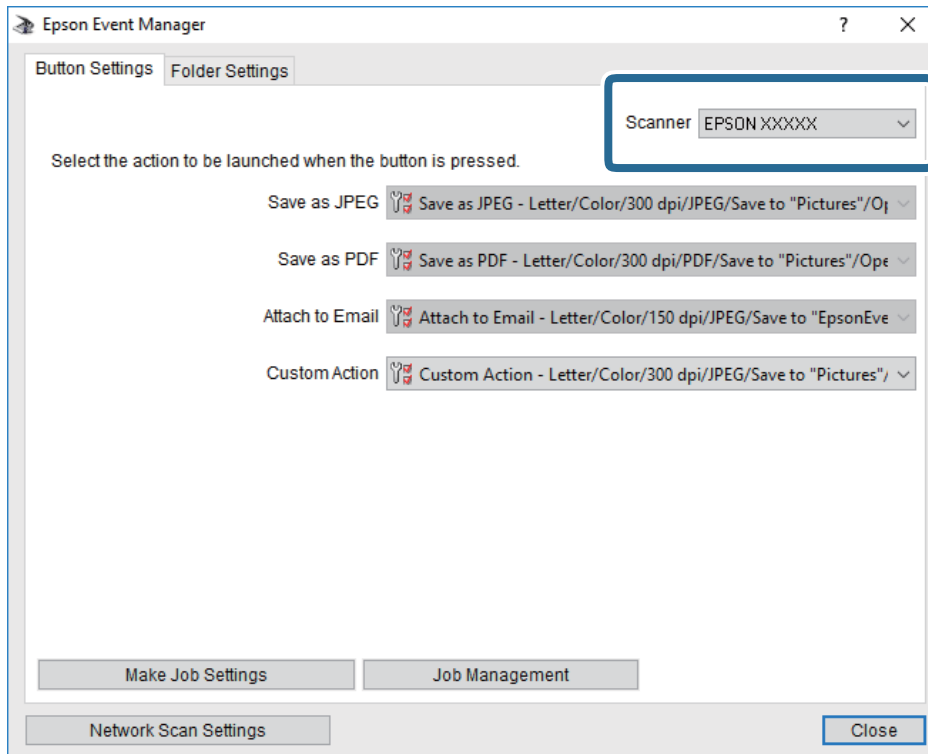 Epson Event Manager
Button Settings Folder Settings
Scanner EPSON XXXXX
Select the action to be launched when the button is pressed.
Save as JPEG Save as JPEG - Letter/Color/300 dpi/JPEG/Save to "Pictures"/Op
Save as PDF Save as PDF - Letter/Color/300 dpi/PDF/Save to "Pictures"/Ope
Attach to Email Attach to Email - Letter/Color/150 dpi/JPEG/Save to "EpsonEve
Custom Action Custom Action - Letter/Color/300 dpi/JPEG/Save to "Pictures"/
Make Job Settings Job Management
Network Scan Settings Close